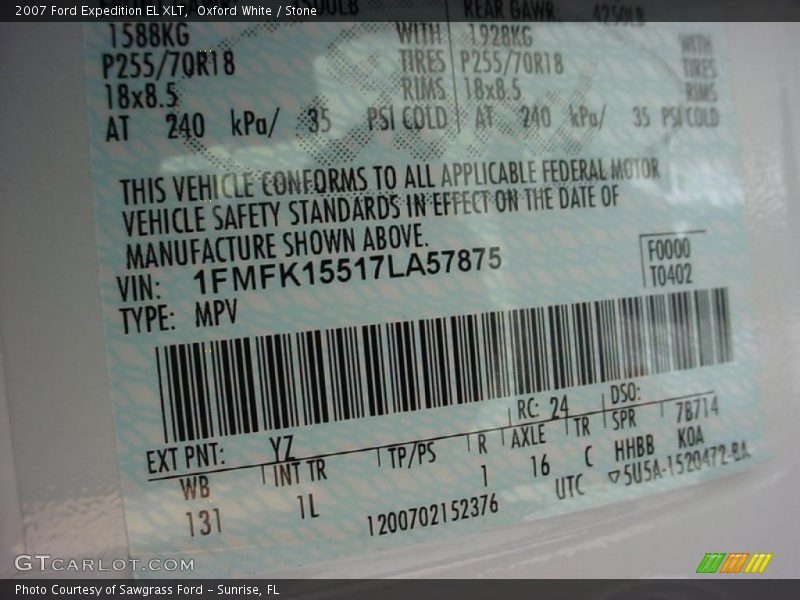 2007 Ford Expedition EL XLT, Oxford White / Stone
REAR GAWR: 4250LB
1588KG WITH 1928KG WITH
P255/70R18 TIRES P255/70R18 TIRES
18x8.5 RIMS 18x8.5 RIMS
AT 240 kPa/ 35 PSI COLD AT 240 kPa/ 35 PSI COLD
THIS VEHICLE CONFORMS TO ALL APPLICABLE FEDERAL MOTOR
VEHICLE SAFETY STANDARDS IN EFFECT ON THE DATE OF
MANUFACTURE SHOWN ABOVE.
VIN: 1FMFK15517LA57875
F0000
T0402
TYPE: MPV
EXT PNT: YZ RC: 24 DSO:
WB INT TR TP/PS R AXLE TR SPR 7B714
131 1L 1 16 C HHBB KOA
1200702152376 UTC ▽5U5A-1520472-BA
GTCARLOT.COM
Photo Courtesy of Sawgrass Ford - Sunrise, FL